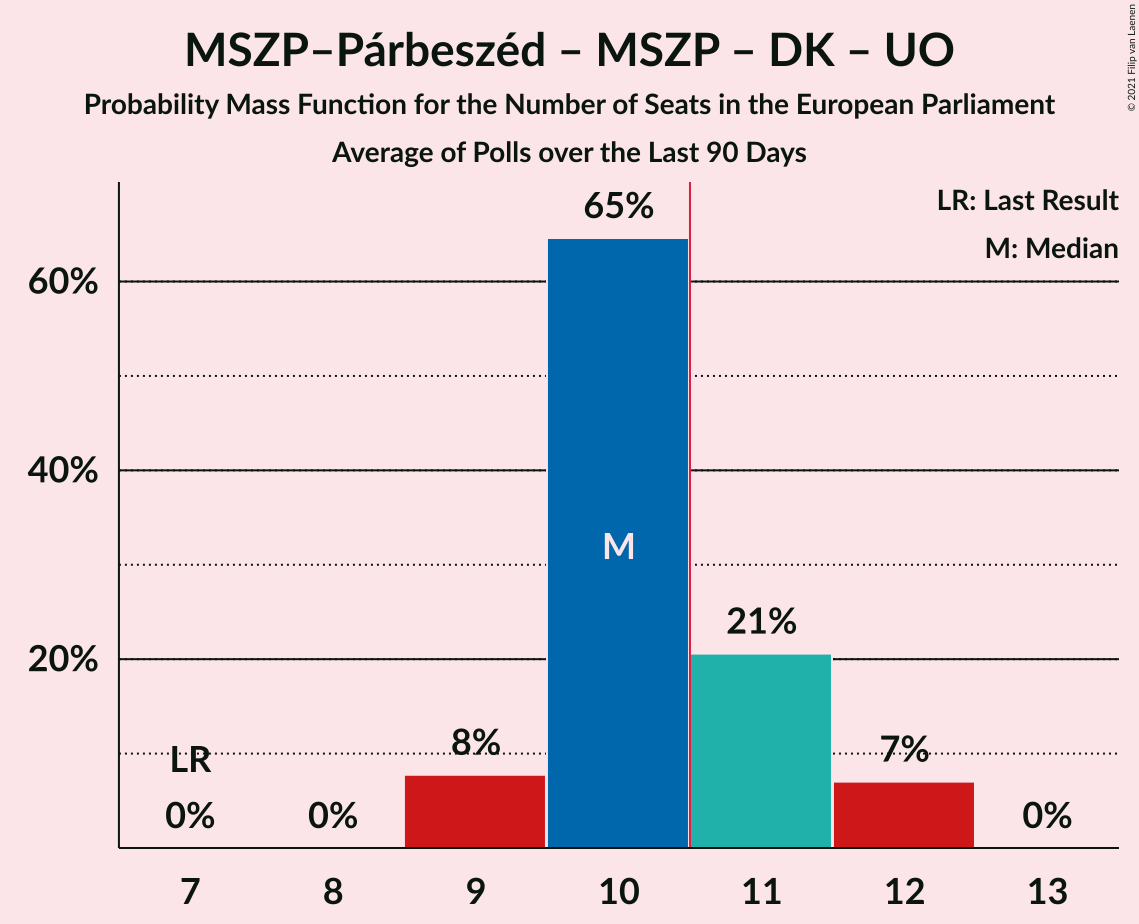 MSZP–Párbeszéd – MSZP – DK – UO
Probability Mass Function for the Number of Seats in the European Parliament
Average of Polls over the Last 90 Days
© 2021 Filip van Laenen
LR: Last Result
M: Median
65%
60%
40%
M
21%
20%
LR
8%
7%
0%
0%
0%
7
8
9
10
11
12
13